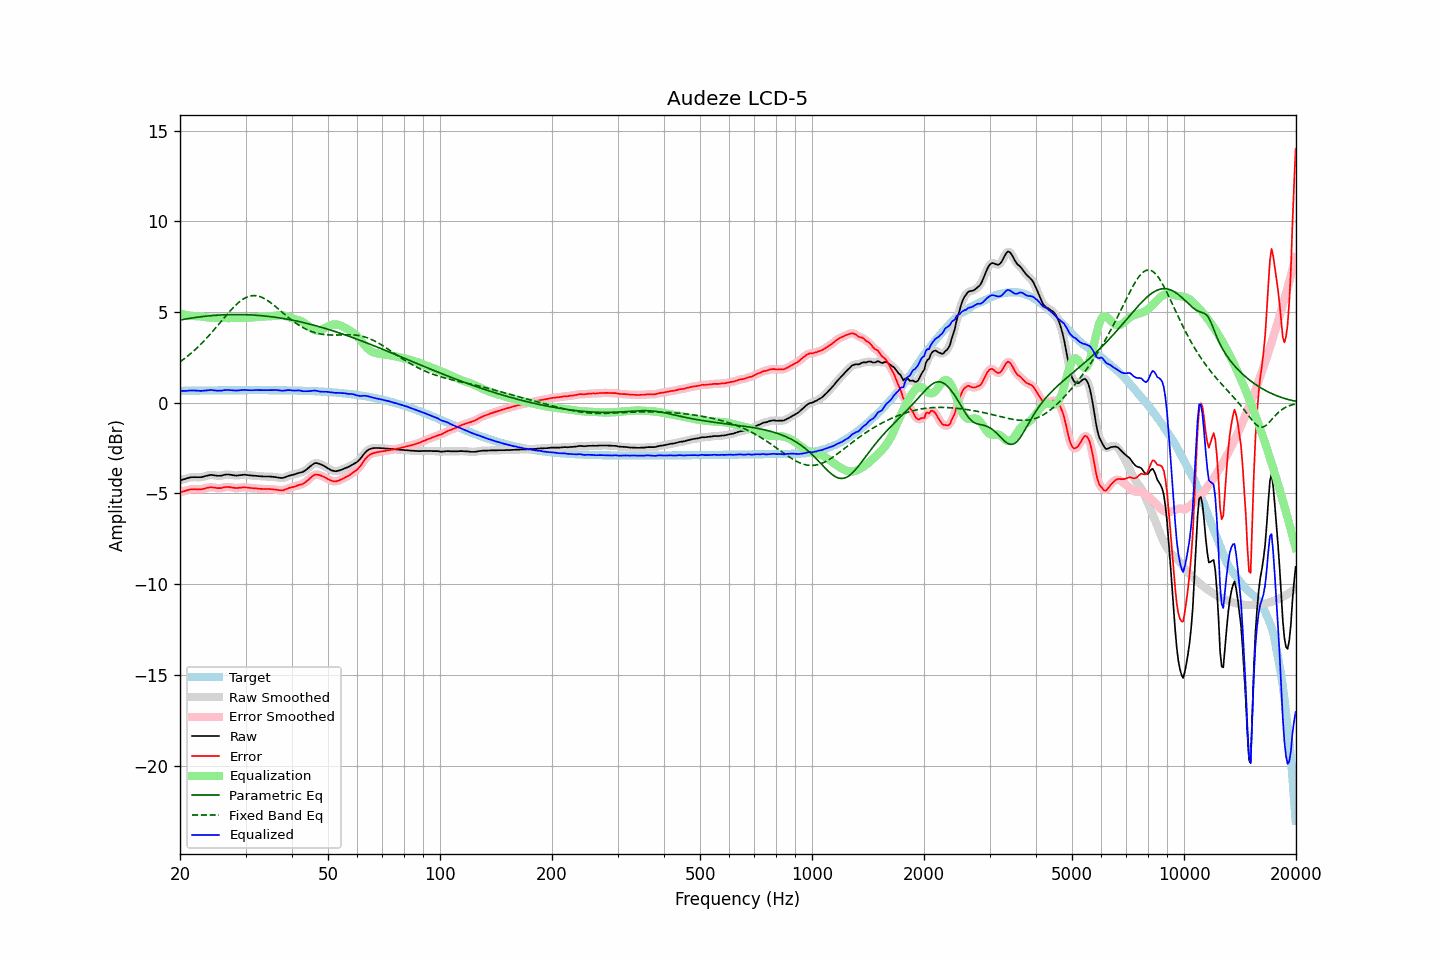 Audeze LCD-5
Amplitude (dBr)
15
10
5
0
−5
−10
−15
−20
Target
Raw Smoothed
Error Smoothed
Raw
Error
Equalization
Parametric Eq
Fixed Band Eq
Equalized
20 50 100 200 500 1000 2000 5000 10000 20000
Frequency (Hz)